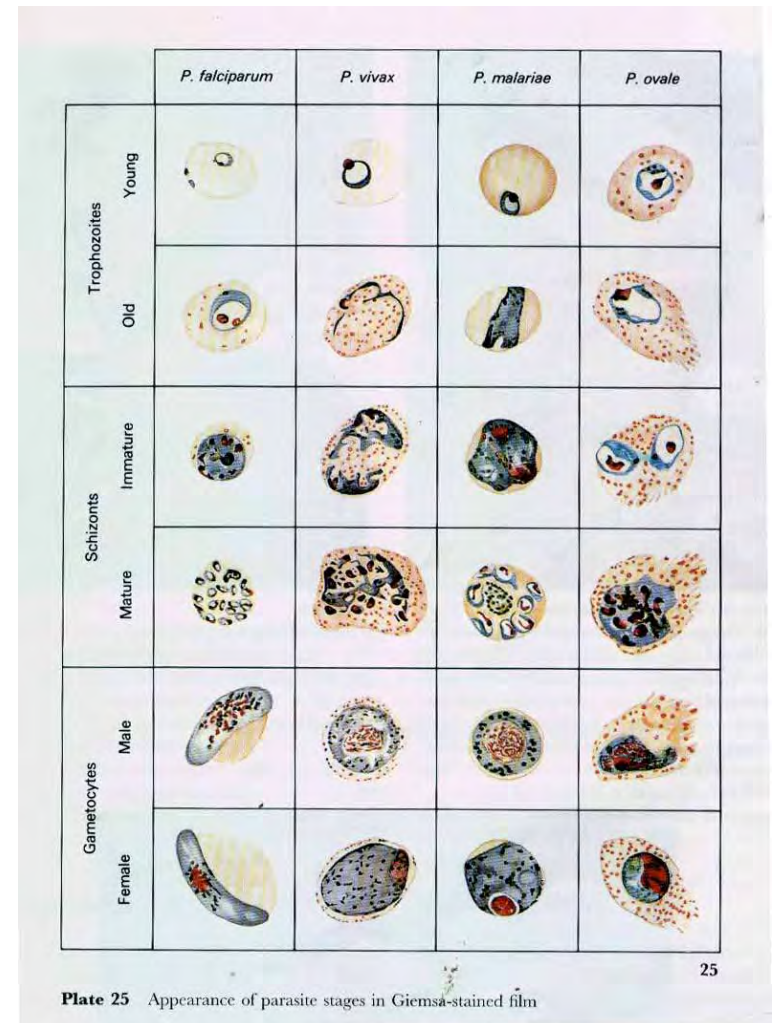 P. falciparum P. vivax P. malariae P. ovale
Trophozoites
Young
Old
Schizonts
Immature
Mature
Gametocytes
Male
Female
25
Plate 25 Appearance of parasite stages in Giemsa-stained film